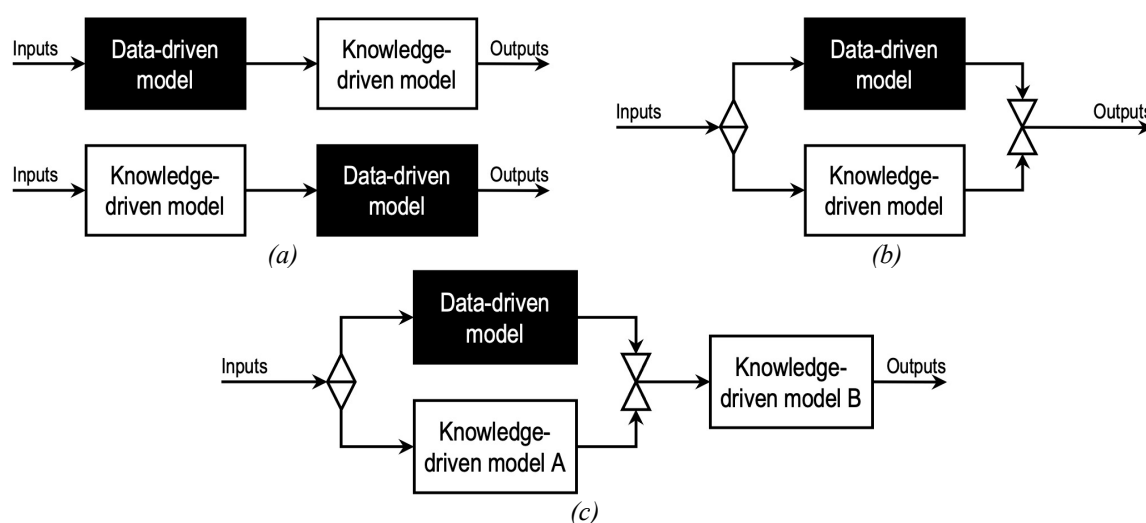 Inputs
Data-driven
model
Knowledge-
driven model
Outputs
Inputs
Knowledge-
driven model
Data-driven
model
Outputs
(a)
Inputs
Data-driven
model
Knowledge-
driven model
Outputs
(b)
Inputs
Data-driven
model
Knowledge-
driven model A
Knowledge-
driven model B
Outputs
(c)